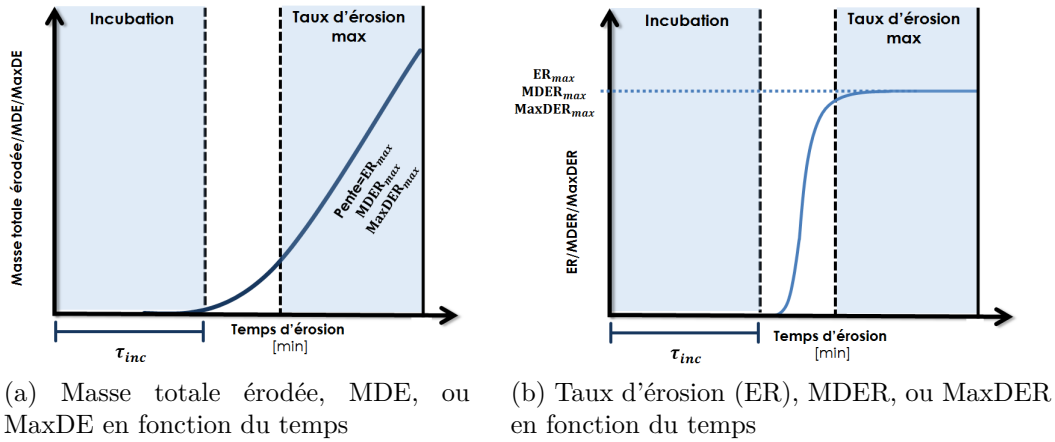 Incubation
Taux d'érosion
max
Masse totale érodée/MDE/MaxDE
Pente=ER_max
MDER_max
MaxDER_max
Temps d'érosion
[min]
τ_inc
Incubation
Taux d'érosion
max
ER_max
MDER_max
MaxDER_max
ER/MDER/MaxDER
Temps d'érosion
[min]
τ_inc
(a) Masse totale érodée, MDE, ou
MaxDE en fonction du temps
(b) Taux d'érosion (ER), MDER, ou MaxDER
en fonction du temps